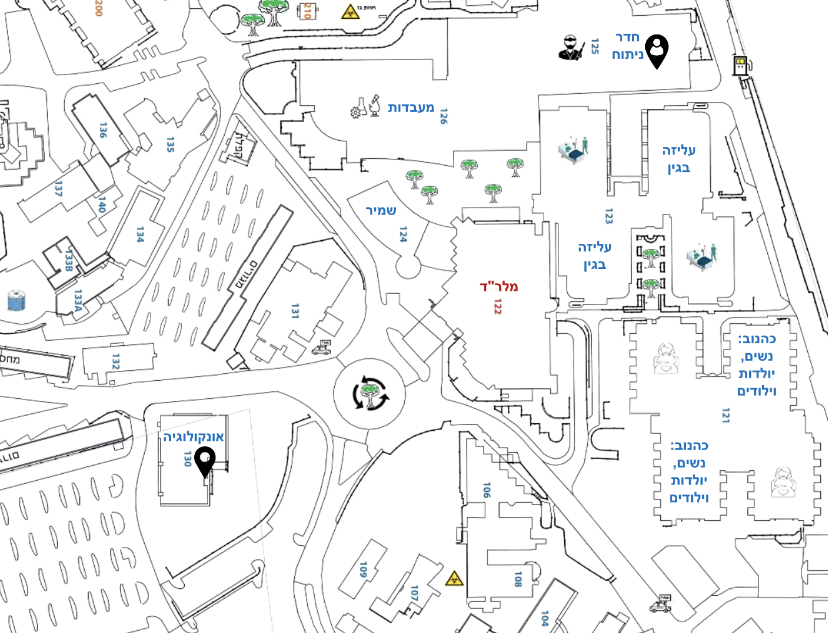 200
210
חדר
ניתוח
125
מעבדות
126
136
135
עליזה
בגין
137
140
שמיר
134
124
123
עליזה
בגין
133B
מגורים
מלר"ד
122
133A
131
כהנוב:
נשים,
יולדות
וילודים
132
121
אונקולוגיה
130
כהנוב:
נשים,
יולדות
וילודים
106
109
107
108
104